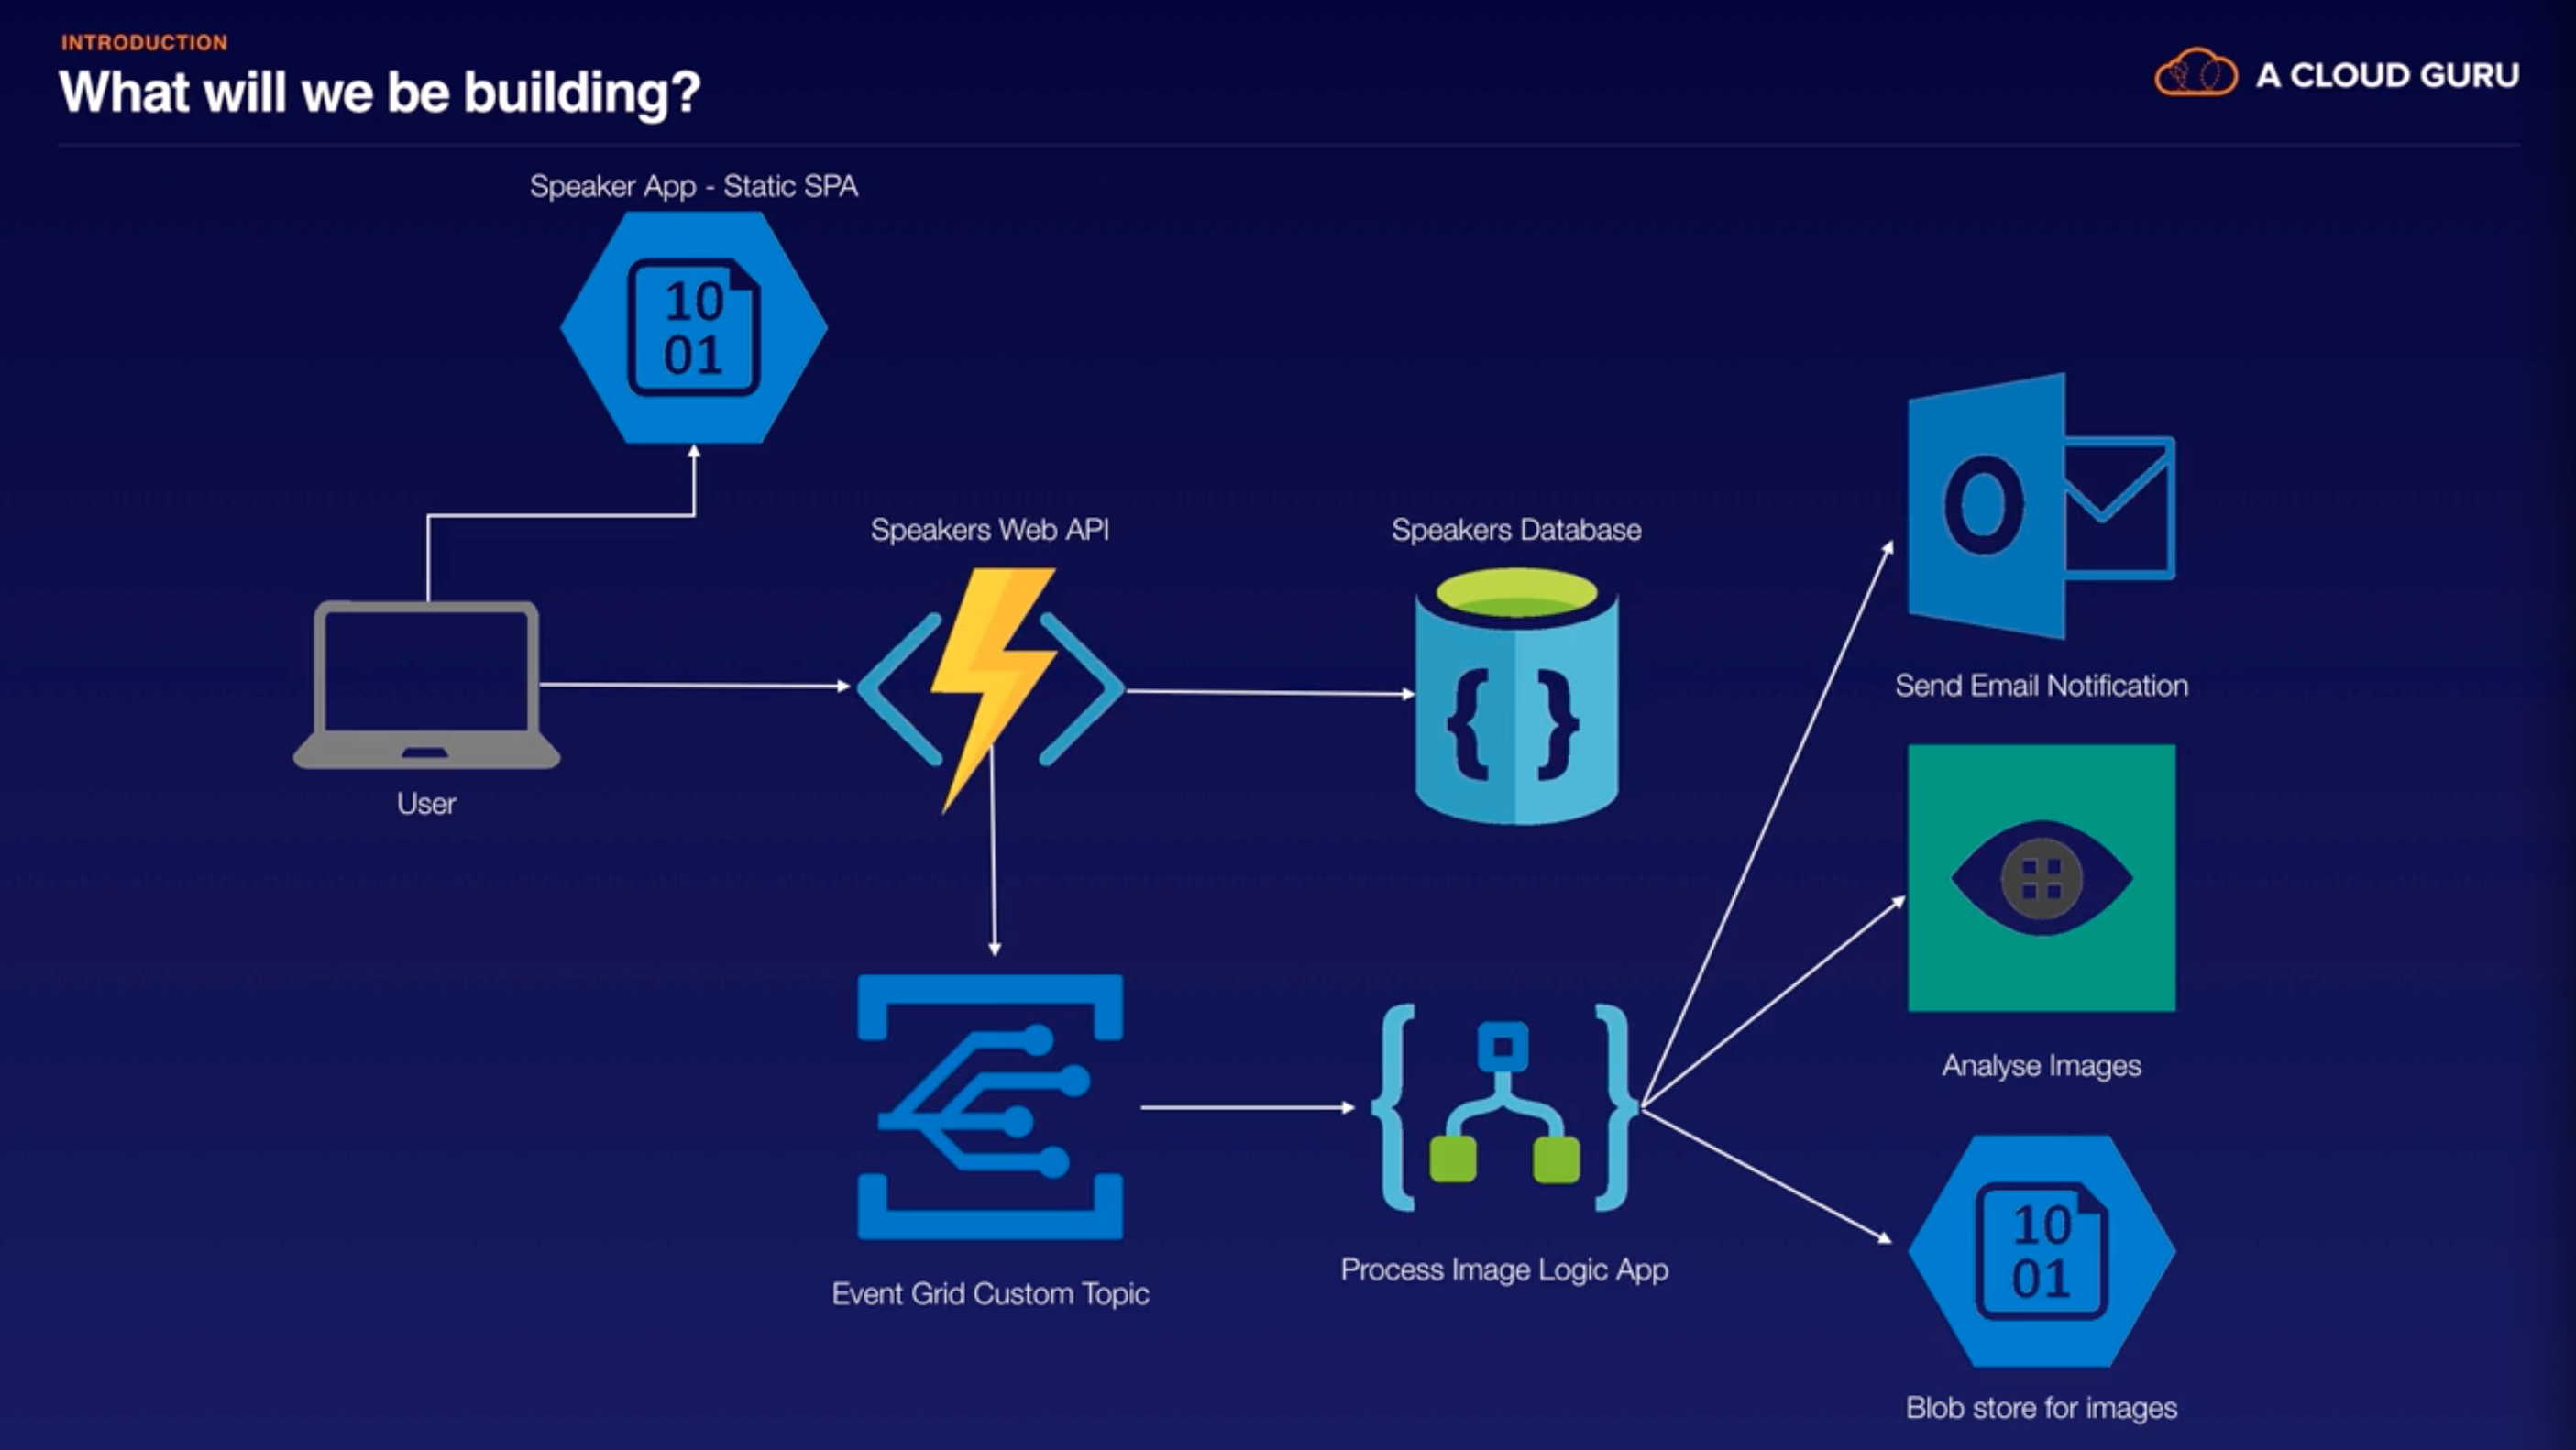 INTRODUCTION
What will we be building?
A CLOUD GURU
Speaker App - Static SPA
10
01
Speakers Web API
Speakers Database
O
Send Email Notification
{ }
User
Analyse Images
{ }
Process Image Logic App
Event Grid Custom Topic
10
01
Blob store for images